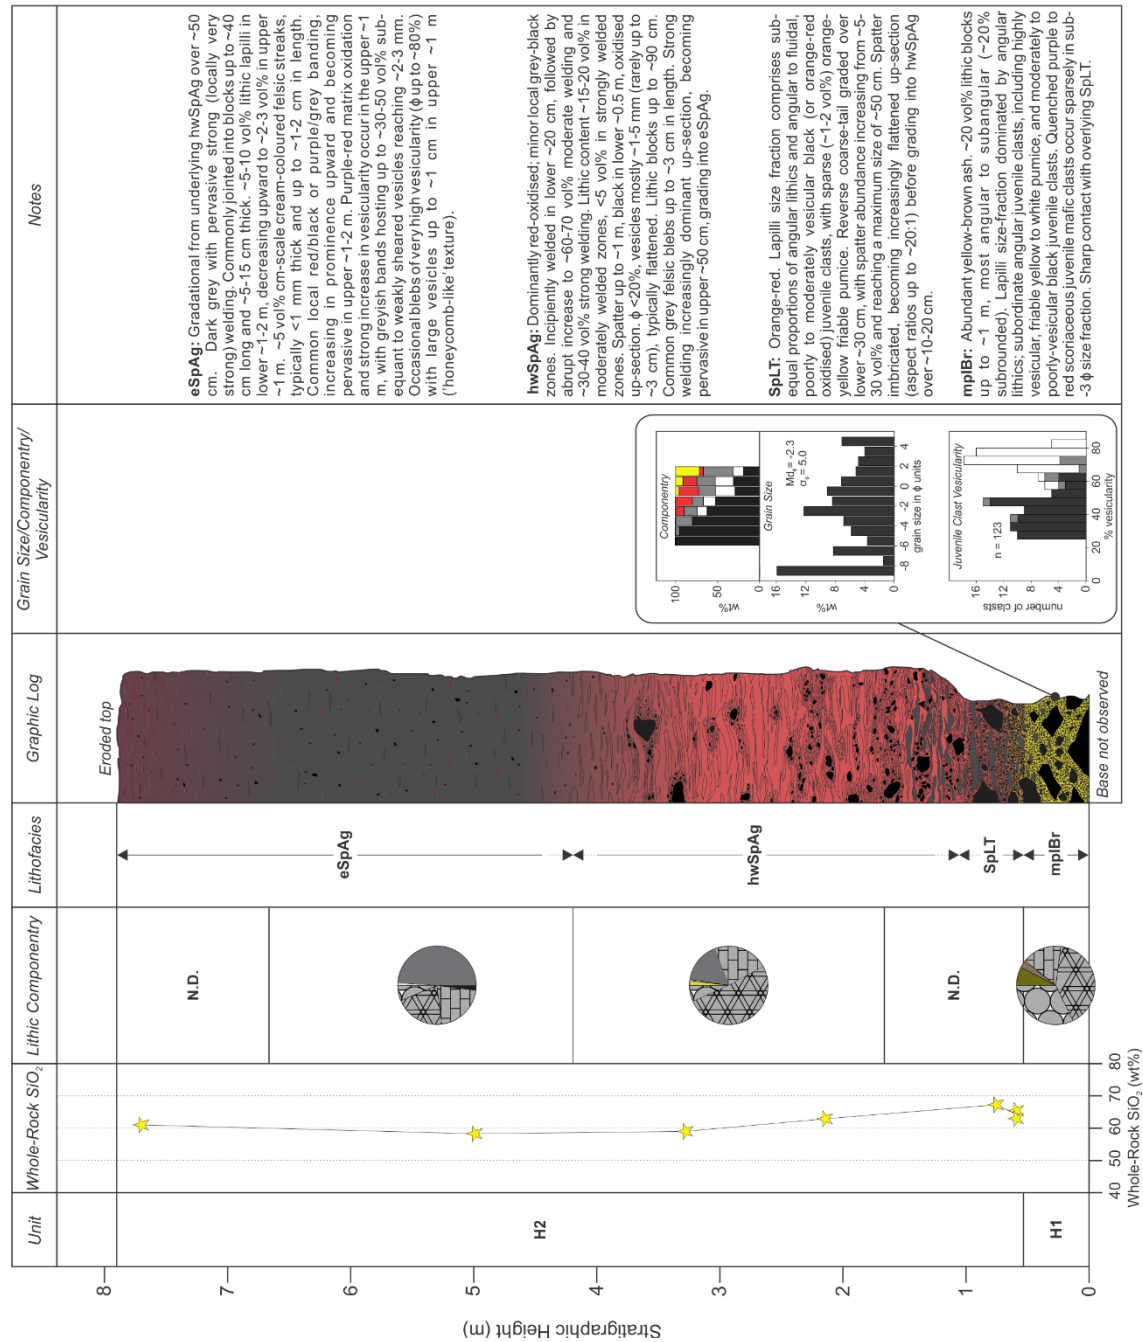 Unit
Whole-Rock SiO2 (wt%)
Lithic Componentry
Lithofacies
Graphic Log
Grain Size/Componentry/
Vesicularity
Notes
Stratigraphic Height (m)
8
7
6
5
4
3
2
1
0
H2
H1
40
50
60
70
80
Whole-Rock SiO2 (wt%)
N.D.
N.D.
eSpAg
hwSpAg
SpLT
mplBr
Eroded top
Base not observed
Componentry
100
50
0
wt%
Grain Size
Mdφ= -2.3
σφ= 5.0
16
12
8
4
0
wt%
-8
-6
-4
-2
0
2
4
grain size in φ units
Juvenile Clast Vesicularity
n = 123
16
12
8
4
0
number of clasts
0
20
40
60
80
% vesicularity
eSpAg: Gradational from underlying hwSpAg over ~50
cm. Dark grey with pervasive strong (locally very
strong) welding. Commonly jointed into blocks up to ~40
cm long and ~5-15 cm thick. ~5-10 vol% lithic lapilli in
lower ~1-2 m, decreasing upward to ~2-3 vol% in upper
~1 m. ~5 vol% cm-scale cream-coloured felsic streaks,
typically <1 mm thick and up to ~1-2 cm in length.
Common local red/black or purple/grey banding,
increasing in prominence upward and becoming
pervasive in upper ~1-2 m. Purple-red matrix oxidation
and strong increase in vesicularity occur in the upper ~1
m, with greyish bands hosting up to ~30-50 vol% sub-
equant to weakly sheared vesicles reaching ~2-3 mm.
Occasional blebs of very high vesicularity (ϕ up to ~80%)
with large vesicles up to ~1 cm in upper ~1 m
('honeycomb-like' texture).
hwSpAg: Dominantly red-oxidised; minor local grey-black
zones. Incipiently welded in lower ~20 cm, followed by
abrupt increase to ~60-70 vol% moderate welding and
~30-40 vol% strong welding. Lithic content ~15-20 vol% in
moderately welded zones, <5 vol% in strongly welded
zones. Spatter up to ~1 m, black in lower ~0.5 m, oxidised
up-section. ϕ <20%, vesicles mostly ~1-5 mm (rarely up to
~3 cm), typically flattened. Lithic blocks up to ~90 cm
Common grey felsic blebs up to ~3 cm in length. Strong
welding increasingly dominant up-section, becoming
pervasive in upper ~50 cm, grading into eSpAg.
SpLT: Orange-red. Lapilli size fraction comprises sub-
equal proportions of angular lithics and angular to fluidal,
poorly to moderately vesicular black (or orange-red
oxidised) juvenile clasts, with sparse (~1-2 vol%) orange-
yellow friable pumice. Reverse coarse-tail graded over
lower ~30 cm, with spatter abundance increasing from ~5-
30 vol% and reaching a maximum size of ~50 cm. Spatter
imbricated, becoming increasingly flattened up-section
(aspect ratios up to ~20:1) before grading into hwSpAg
over ~10-20 cm.
mplBr: Abundant yellow-brown ash. ~20 vol% lithic blocks
up to ~1 m, most angular to subangular (~20%
subrounded). Lapilli size-fraction dominated by angular
lithics; subordinate angular juvenile clasts, including highly
vesicular, friable yellow to white pumice, and moderately to
poorly-vesicular black juvenile clasts. Quenched purple to
red scoriaceous juvenile mafic clasts occur sparsely in sub-
-3 ϕ size fraction. Sharp contact with overlying SpLT.